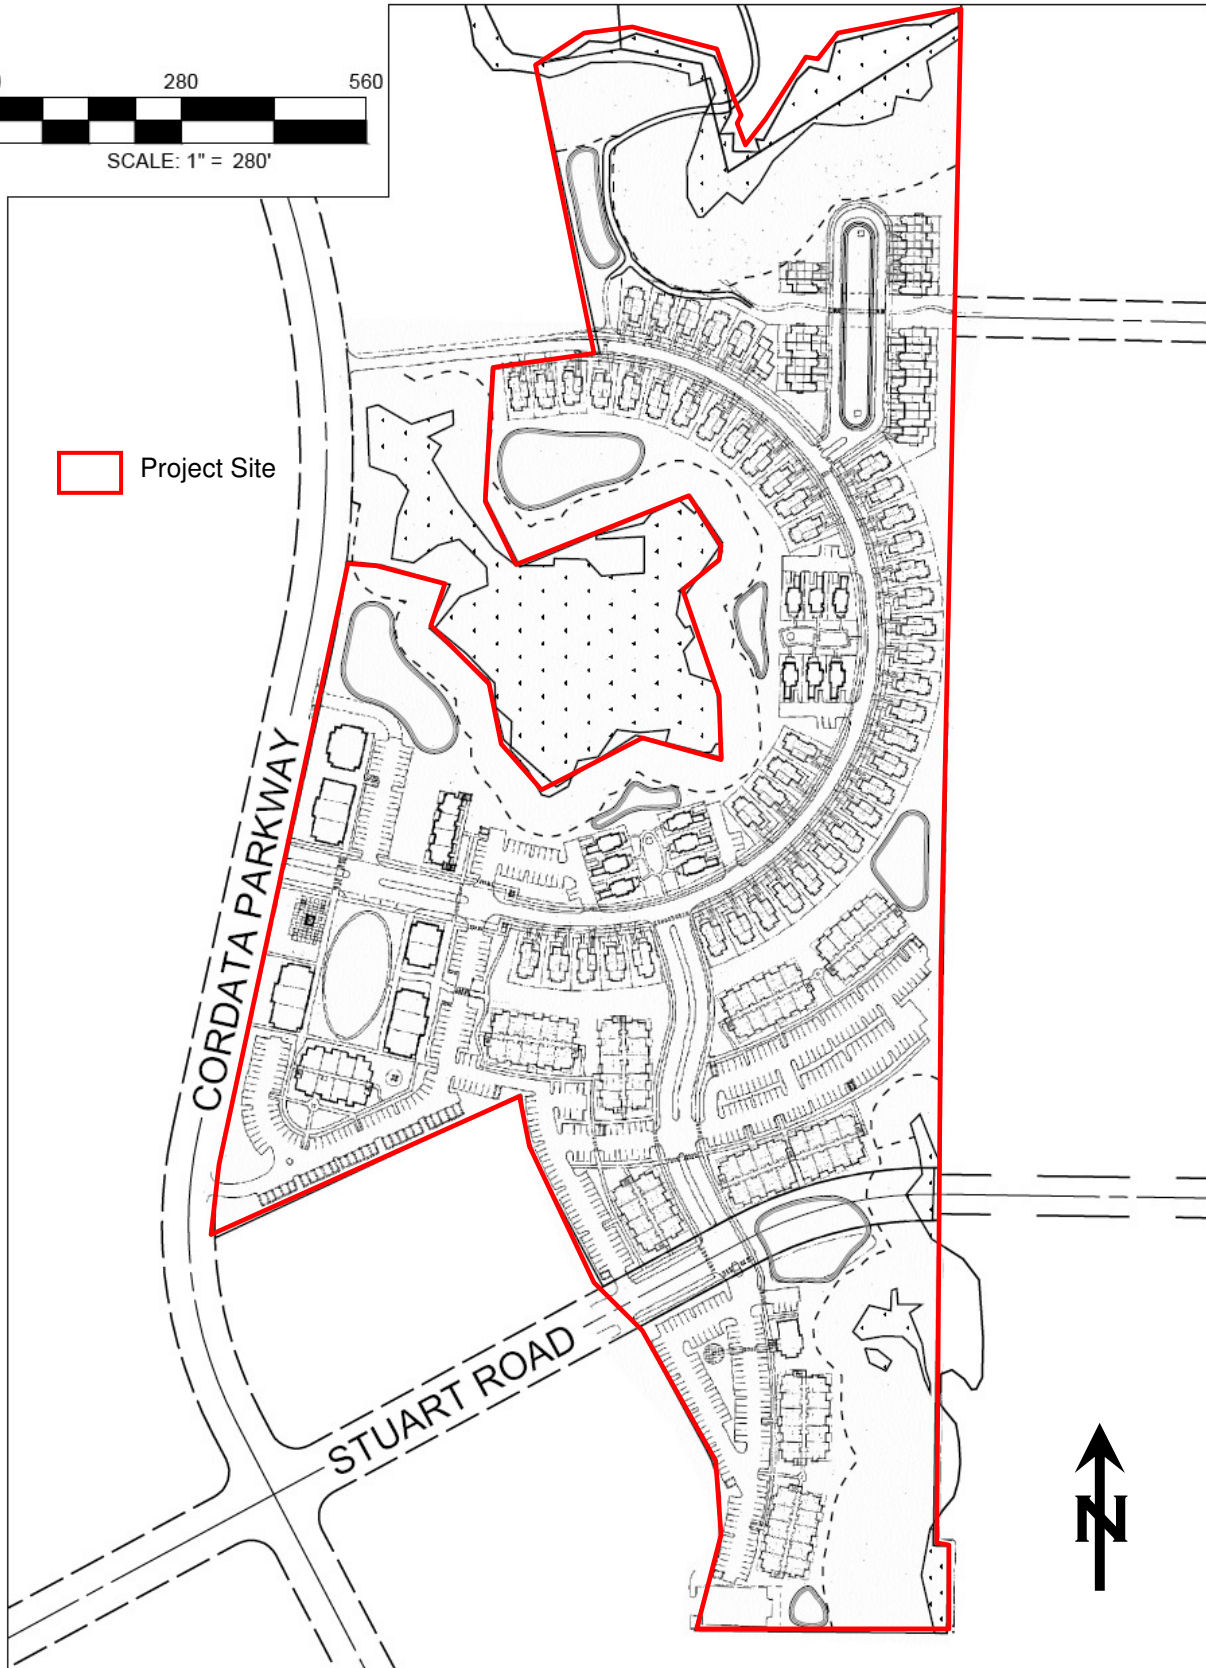 280 560
SCALE: 1" = 280'
Project Site
CORDATA PARKWAY
STUART ROAD
N